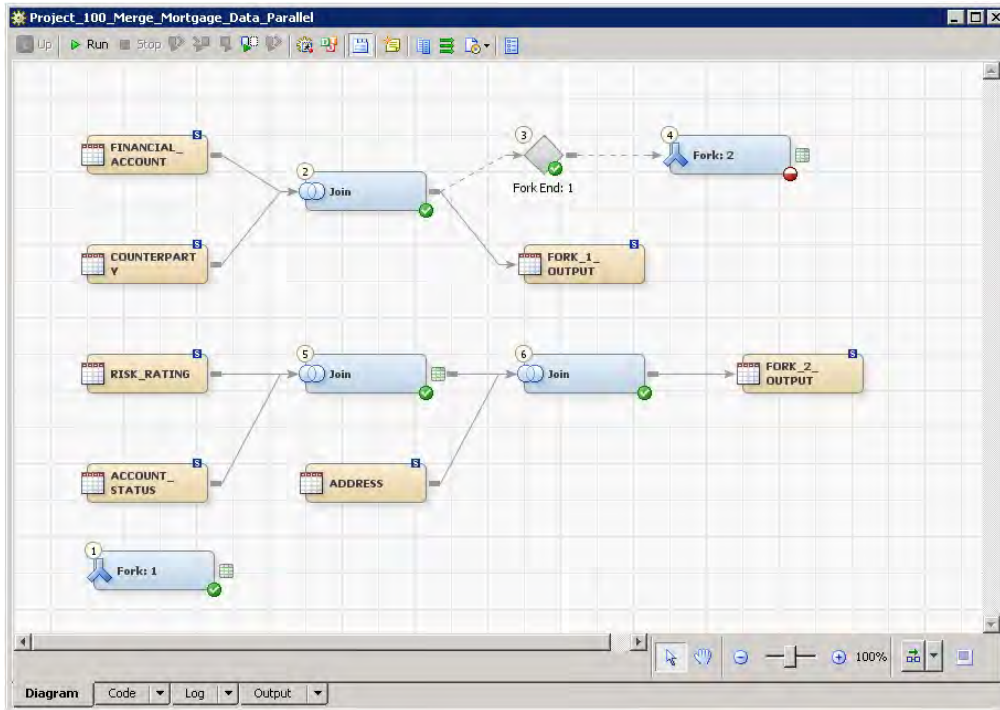 Project_100_Merge_Mortgage_Data_Parallel
Up Run Stop
3
4
FINANCIAL_
ACCOUNT
S
Fork: 2
2
Join
Fork End: 1
COUNTERPART
Y
S
FORK_1_
OUTPUT
S
5
6
RISK_RATING
S
Join
Join
FORK_2_
OUTPUT
S
ACCOUNT_
STATUS
S
ADDRESS
S
1
Fork: 1
100%
Diagram Code Log Output